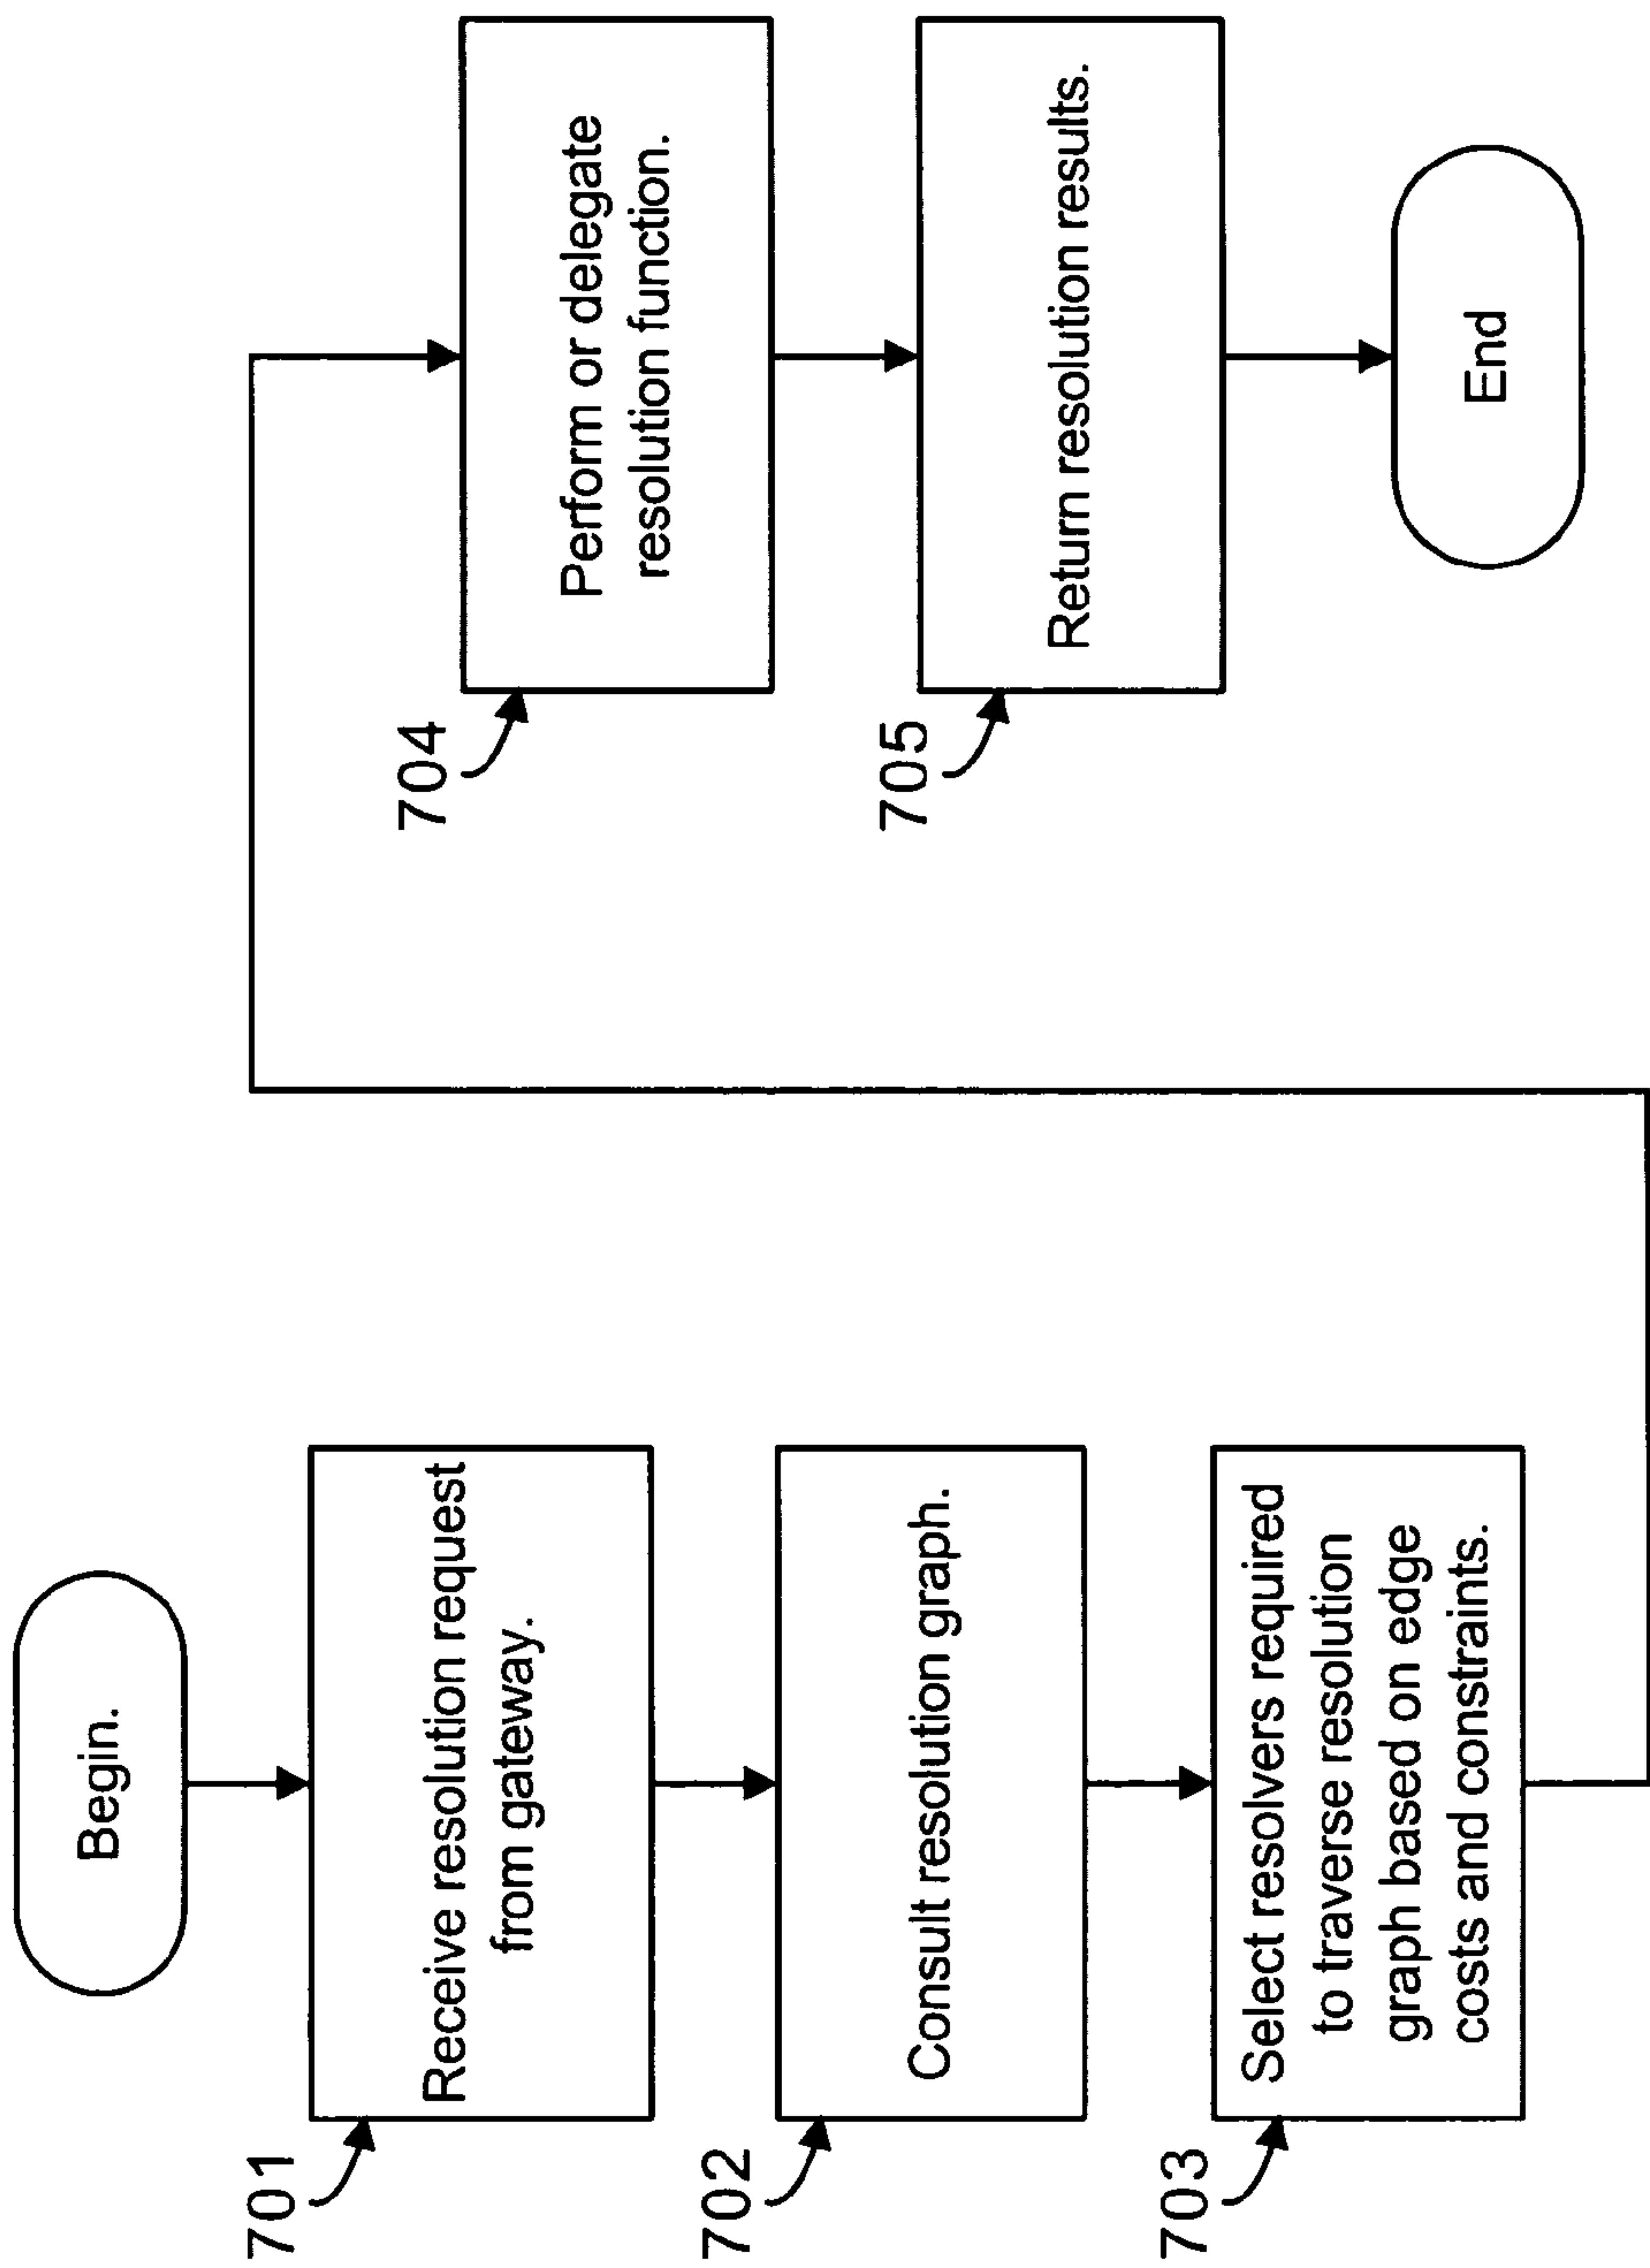 Begin.
701
Receive resolution request
from gateway.
702
Consult resolution graph.
703
Select resolvers required
to traverse resolution
graph based on edge
costs and constraints.
704
Perform or delegate
resolution function.
705
Return resolution results.
End